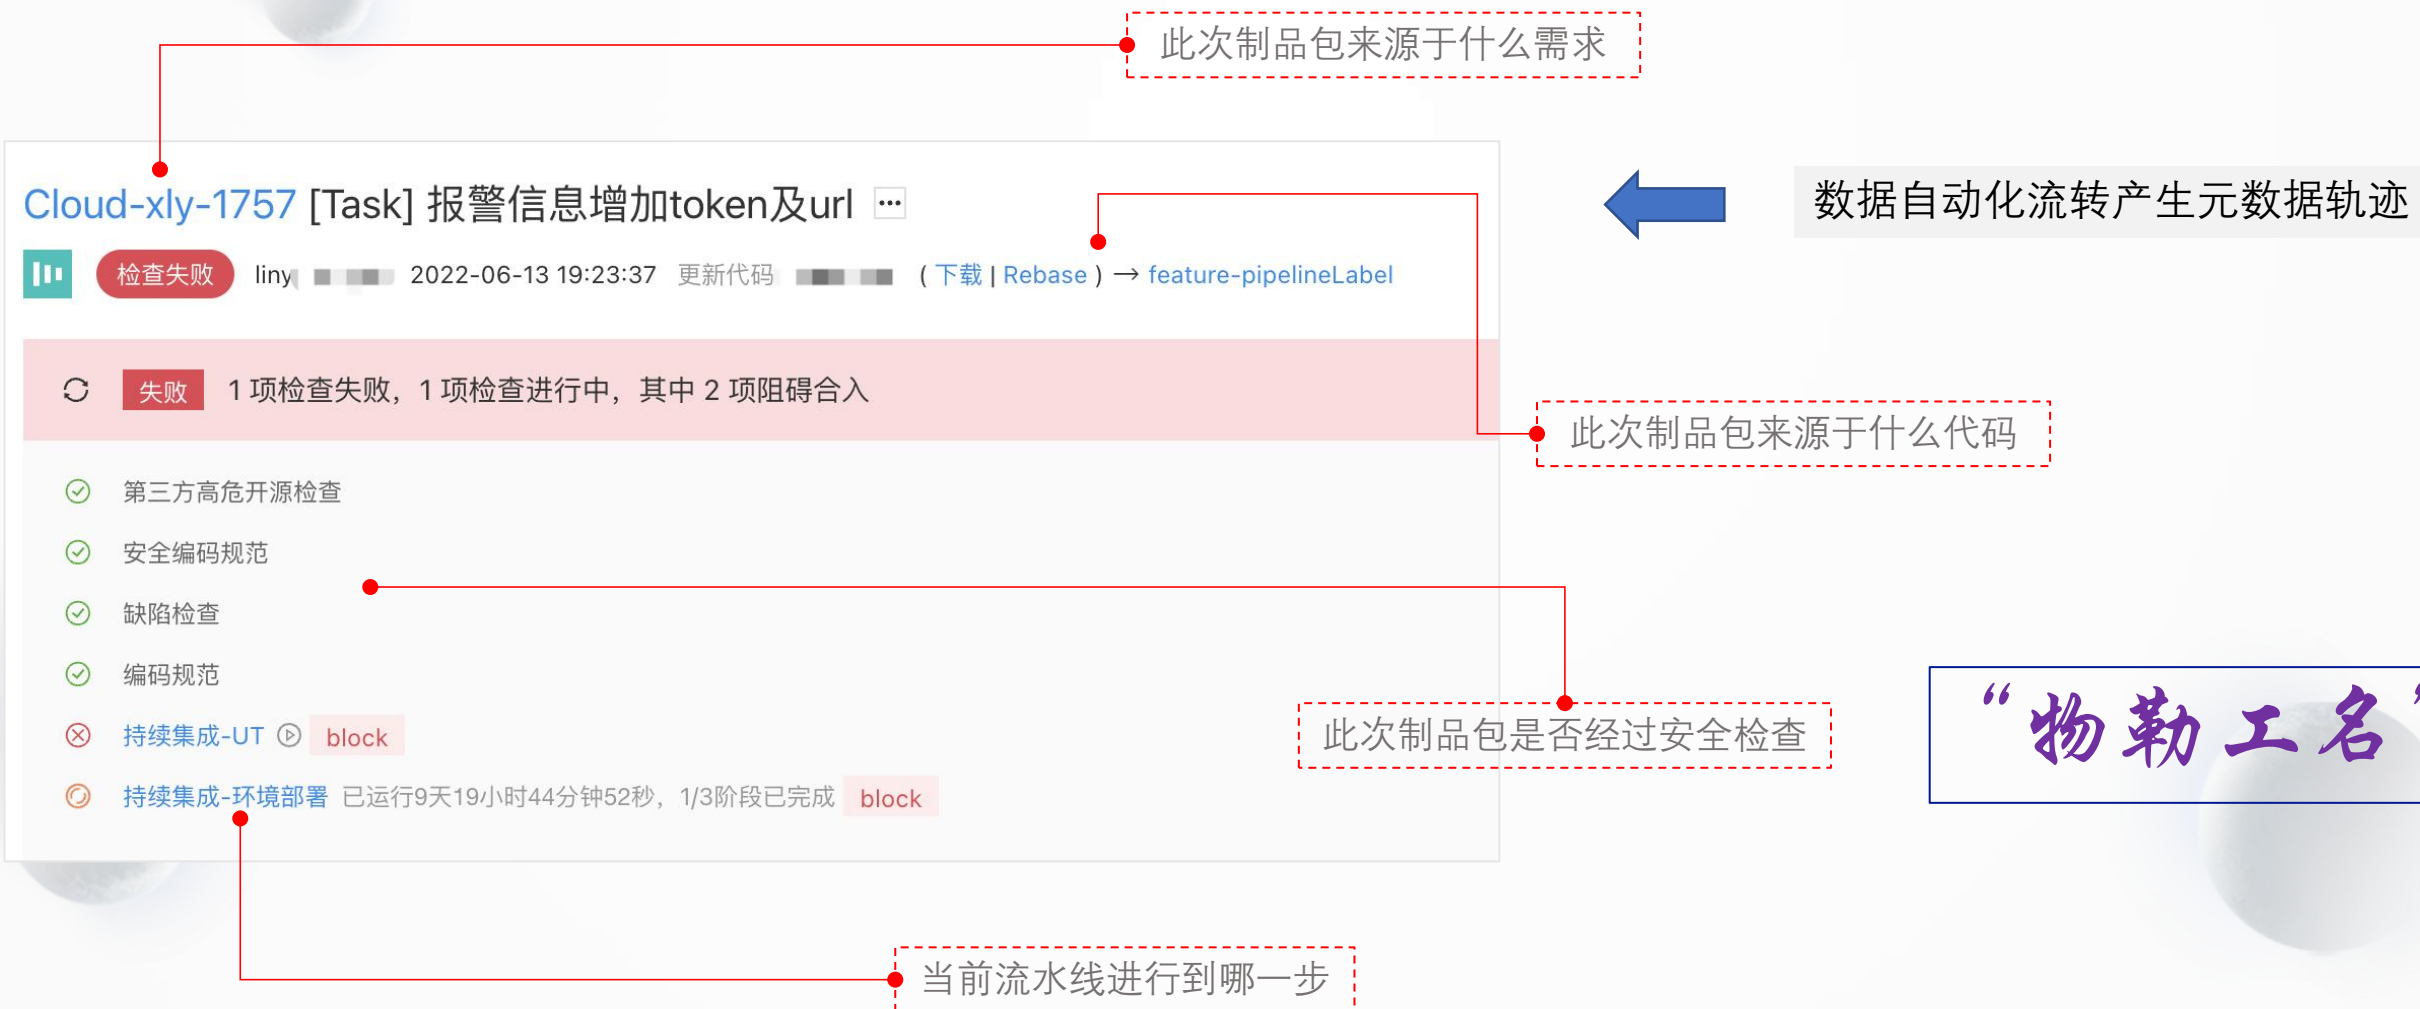 此次制品包来源于什么需求
Cloud-xly-1757 [Task] 报警信息增加token及url ...
数据自动化流转产生元数据轨迹
检查失败 liny 2022-06-13 19:23:37 更新代码 ( 下载 | Rebase ) → feature-pipelineLabel
失败 1 项检查失败，1 项检查进行中，其中 2 项阻碍合入
此次制品包来源于什么代码
第三方高危开源检查
安全编码规范
缺陷检查
编码规范
持续集成-UT block
此次制品包是否经过安全检查
“物勒工名”
持续集成-环境部署 已运行9天19小时44分钟52秒，1/3阶段已完成 block
当前流水线进行到哪一步